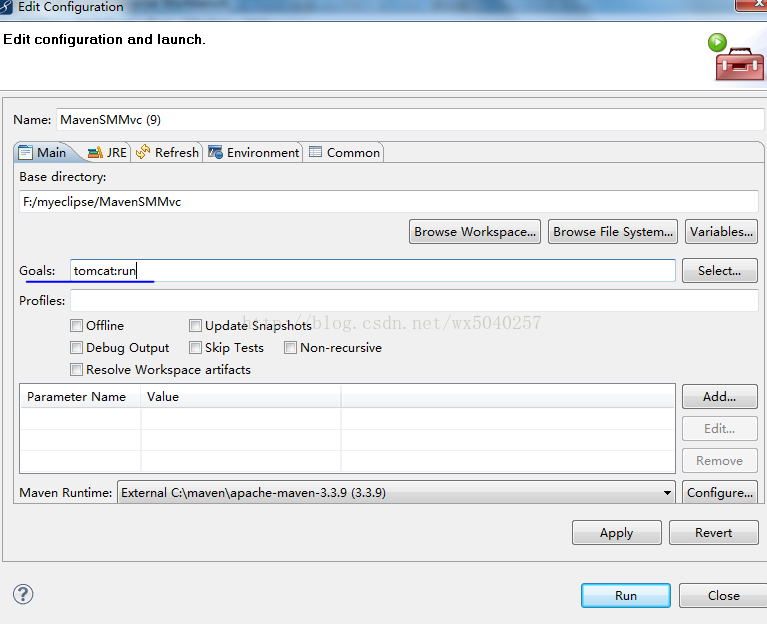 Edit Configuration
Edit configuration and launch.
Name: MavenSMMvc (9)
Main JRE Refresh Environment Common
Base directory:
F:/myeclipse/MavenSMMvc
Browse Workspace... Browse File System... Variables...
Goals: tomcat:run Select...
Profiles:
http://blog.csdn.net/wx5040257
Offline Update Snapshots
Debug Output Skip Tests Non-recursive
Resolve Workspace artifacts
Parameter Name Value Add...
Edit...
Remove
Maven Runtime: External C:\maven\apache-maven-3.3.9 (3.3.9) Configure...
Apply Revert
? Run Close